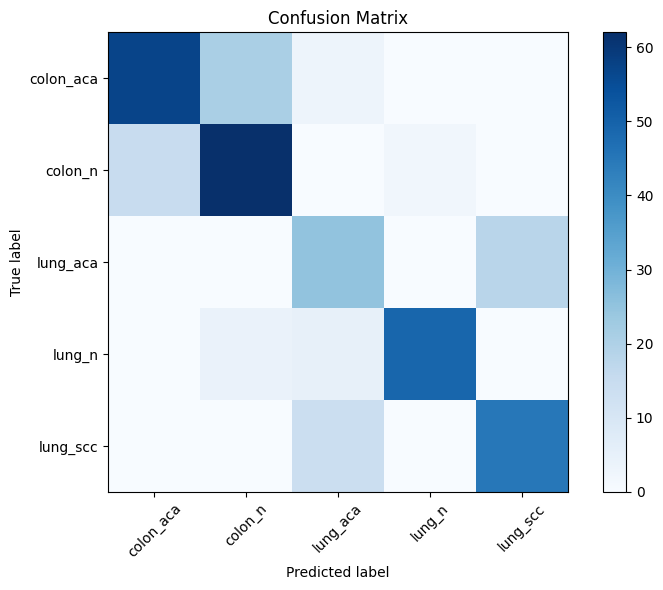 Confusion Matrix
True label
colon_aca
colon_n
lung_aca
lung_n
lung_scc
colon_aca
colon_n
lung_aca
lung_n
lung_scc
Predicted label
60
50
40
30
20
10
0